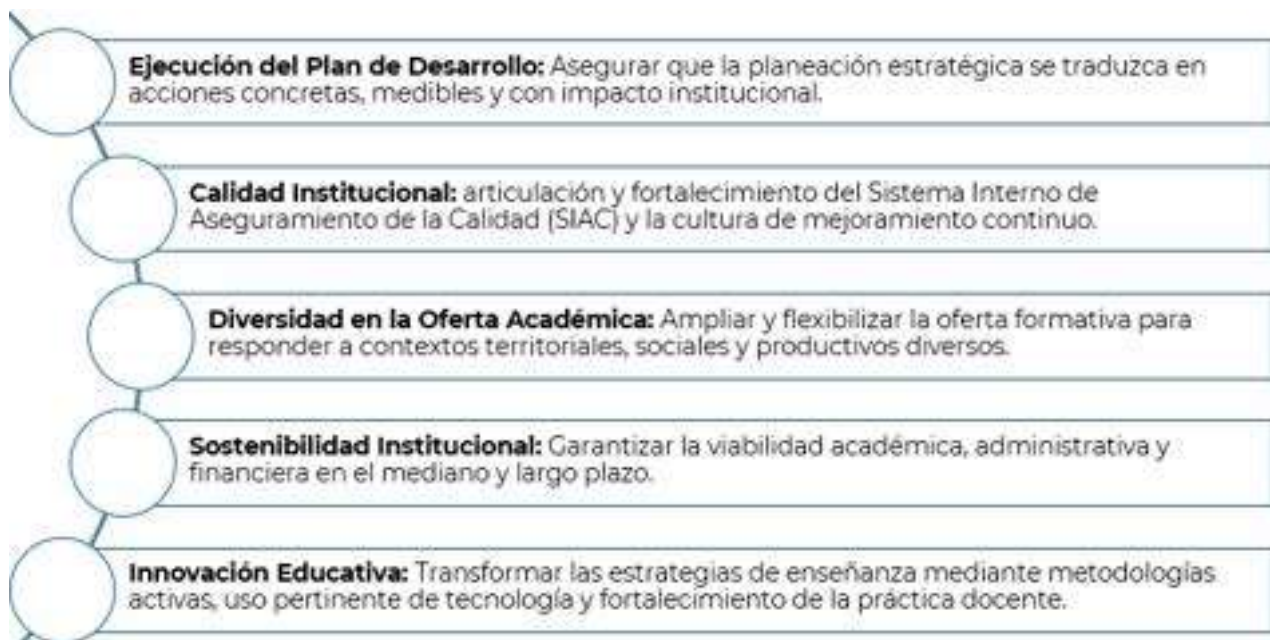 Ejecución del Plan de Desarrollo: Asegurar que la planeación estratégica se traduzca en
acciones concretas, medibles y con impacto institucional.
Calidad Institucional: articulación y fortalecimiento del Sistema Interno de
Aseguramiento de la Calidad (SIAC) y la cultura de mejoramiento continuo.
Diversidad en la Oferta Académica: Ampliar y flexibilizar la oferta formativa para
responder a contextos territoriales, sociales y productivos diversos.
Sostenibilidad Institucional: Garantizar la viabilidad académica, administrativa y
financiera en el mediano y largo plazo.
Innovación Educativa: Transformar las estrategias de enseñanza mediante metodologías
activas, uso pertinente de tecnología y fortalecimiento de la práctica docente.